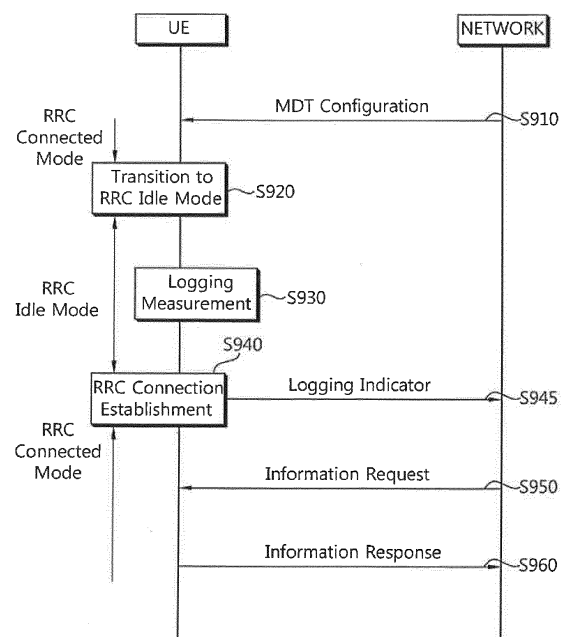 UE
NETWORK
MDT Configuration
S910
RRC
Connected
Mode
Transition to
RRC Idle Mode
S920
RRC
Idle Mode
Logging
Measurement
S930
S940
RRC Connection
Establishment
Logging Indicator
S945
RRC
Connected
Mode
Information Request
S950
Information Response
S960